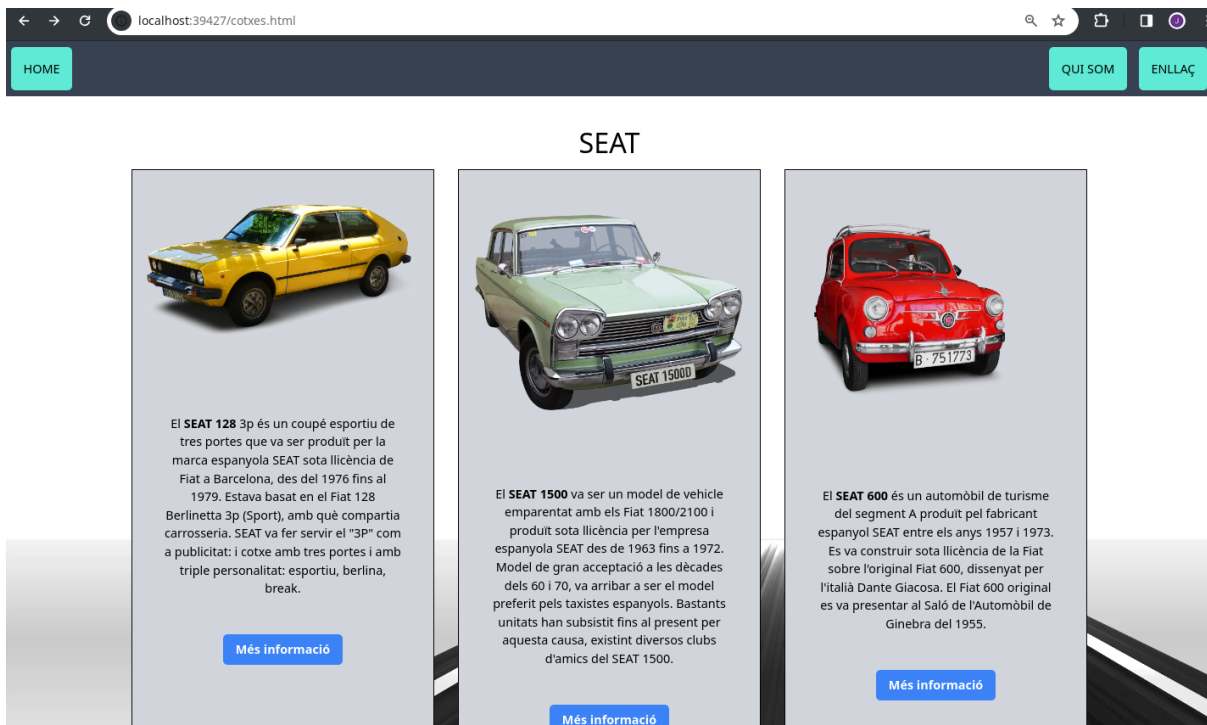 localhost:39427/cotxes.html
HOME
QUI SOM
ENLLAÇ
SEAT
El SEAT 128 3p és un coupé esportiu de
tres portes que va ser produït per la
marca espanyola SEAT sota llicència de
Fiat a Barcelona, des del 1976 fins al
1979. Estava basat en el Fiat 128
Berlinetta 3p (Sport), amb què compartia
carrosseria. SEAT va fer servir el "3P" com
a publicitat: i cotxe amb tres portes i amb
triple personalitat: esportiu, berlina,
break.
Més informació
SEAT 1500D
El SEAT 1500 va ser un model de vehicle
emparentat amb els Fiat 1800/2100 i
produït sota llicència per l'empresa
espanyola SEAT des de 1963 fins a 1972.
Model de gran acceptació a les dècades
dels 60 i 70, va arribar a ser el model
preferit pels taxistes espanyols. Bastants
unitats han subsistit fins al present per
aquesta causa, existint diversos clubs
d'amics del SEAT 1500.
Més informació
B·751773
El SEAT 600 és un automòbil de turisme
del segment A produït pel fabricant
espanyol SEAT entre els anys 1957 i 1973.
Es va construir sota llicència de la Fiat
sobre l'original Fiat 600, dissenyat per
l'italià Dante Giacosa. El Fiat 600 original
es va presentar al Saló de l'Automòbil de
Ginebra del 1955.
Més informació